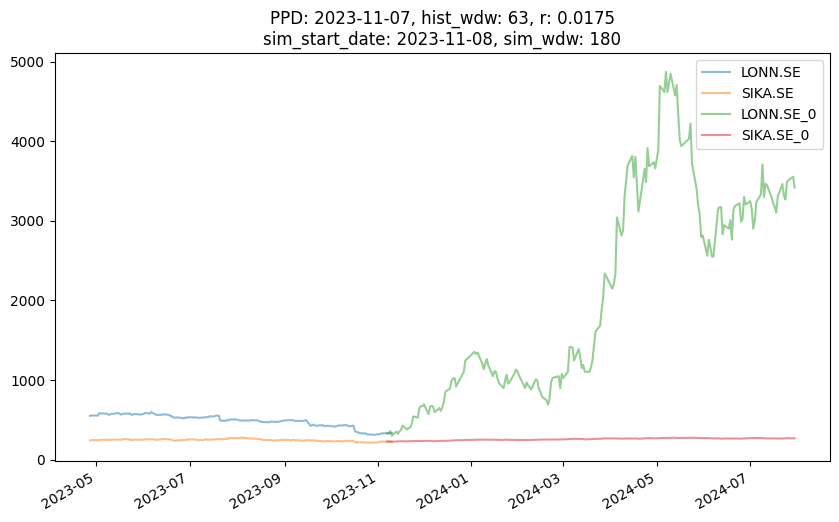 PPD: 2023-11-07, hist_wdw: 63, r: 0.0175
sim_start_date: 2023-11-08, sim_wdw: 180
LONN.SE
SIKA.SE
LONN.SE_0
SIKA.SE_0
5000
4000
3000
2000
1000
0
2023-05
2023-07
2023-09
2023-11
2024-01
2024-03
2024-05
2024-07